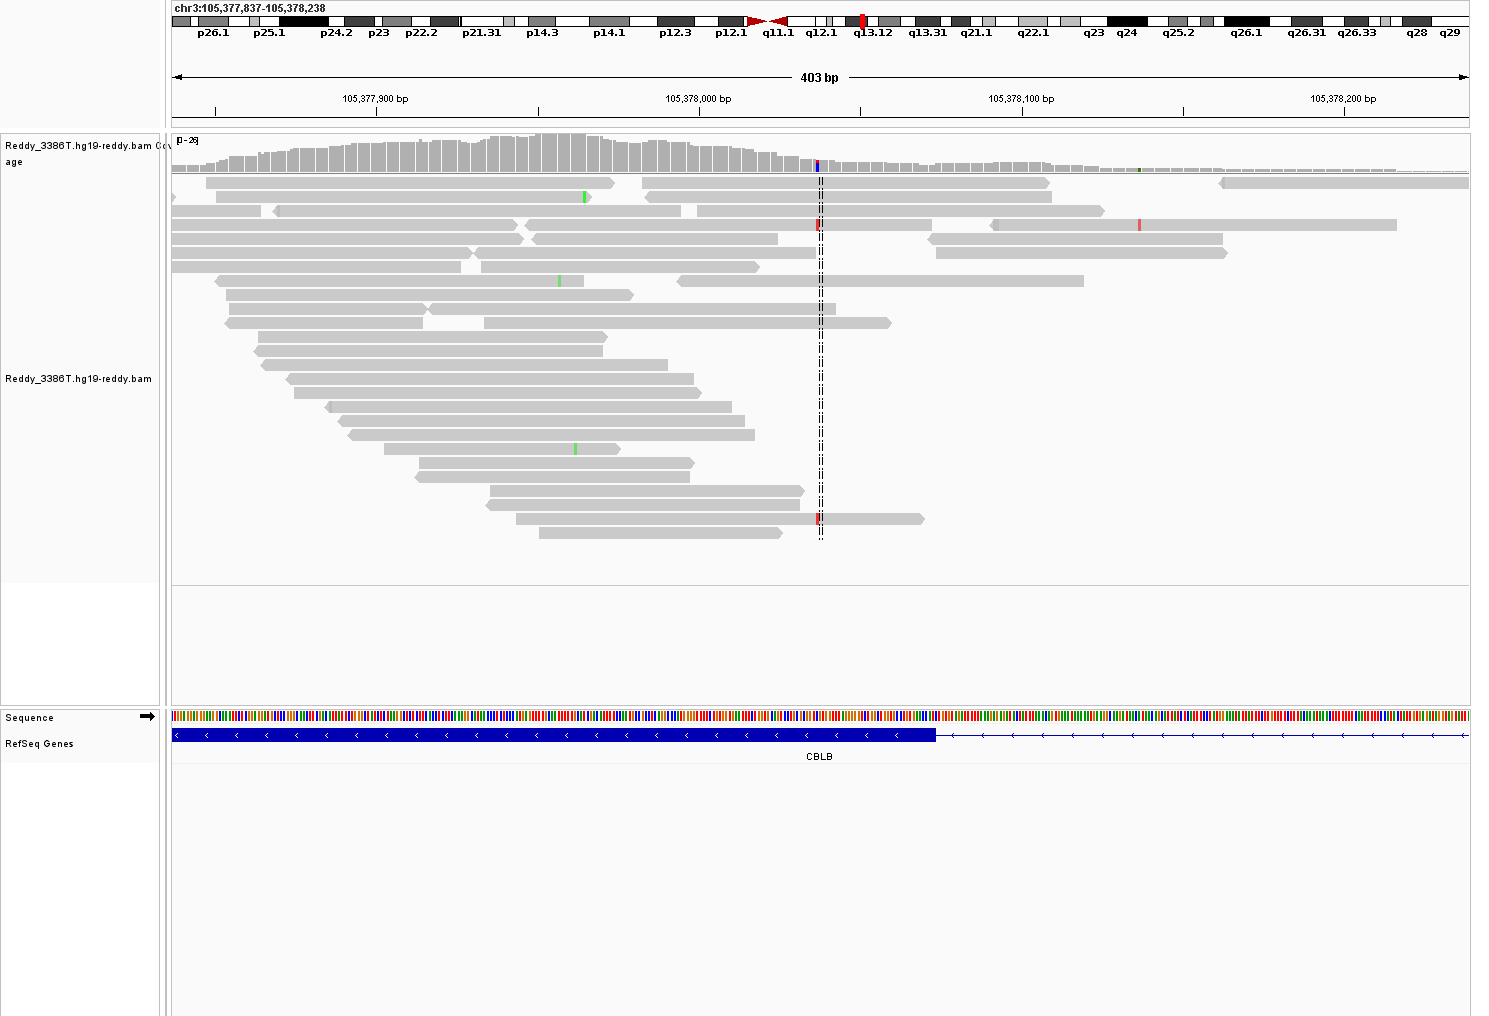 chr3:105,377,837-105,378,238
p26.1 p25.1 p24.2 p23 p22.2 p21.31 p14.3 p14.1 p12.3 p12.1 q11.1 q12.1 q13.12 q13.31 q21.1 q22.1 q23 q24 q25.2 q26.1 q26.31 q26.33 q28 q29
403 bp
105,377,900 bp 105,378,000 bp 105,378,100 bp 105,378,200 bp
[0-26]
Reddy_3386T.hg19-reddy.bam Cov
age
Reddy_3386T.hg19-reddy.bam
Sequence
RefSeq Genes
CBLB